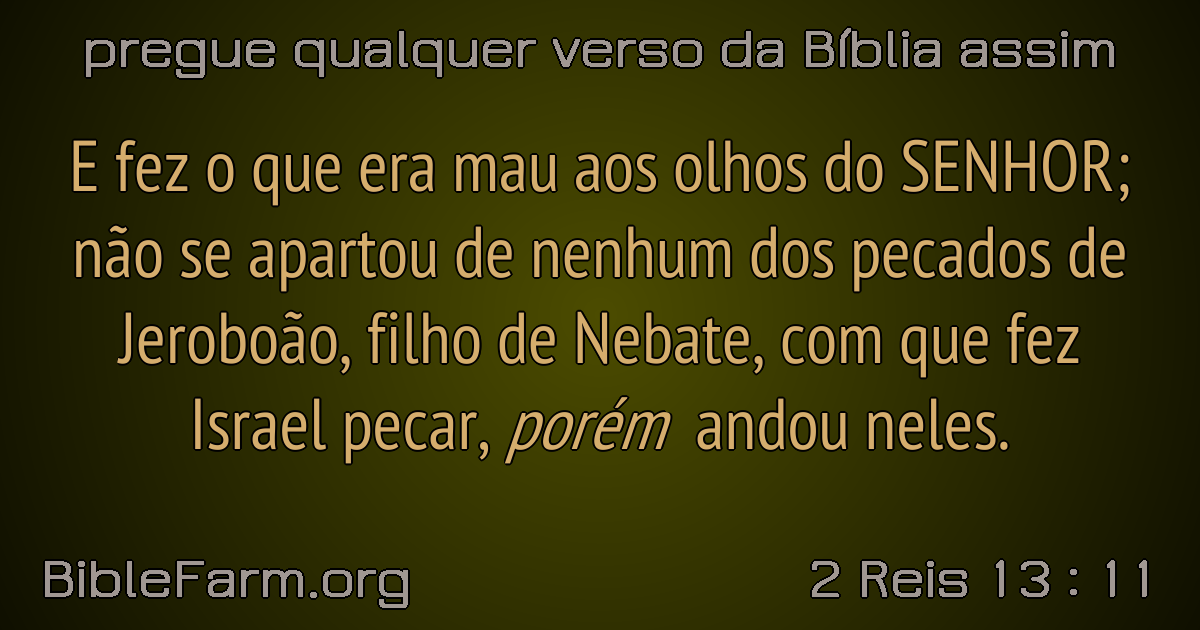 pregue qualquer verso da Bíblia assim
E fez o que era mau aos olhos do SENHOR;
não se apartou de nenhum dos pecados de
Jeroboão, filho de Nebate, com que fez
Israel pecar, porém andou neles.
BibleFarm.org
2 Reis 13 : 11